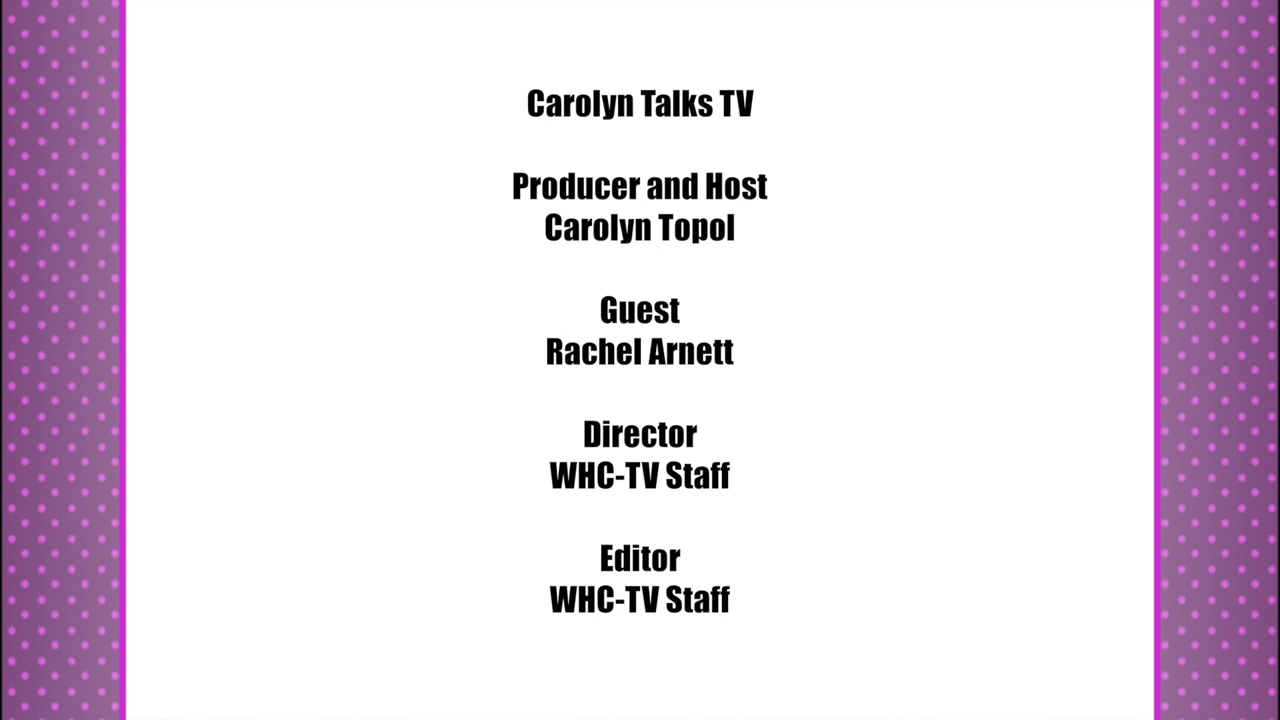 Carolyn Talks TV
Producer and Host
Carolyn Topol
Guest
Rachel Arnett
Director
WHC-TV Staff
Editor
WHC-TV Staff